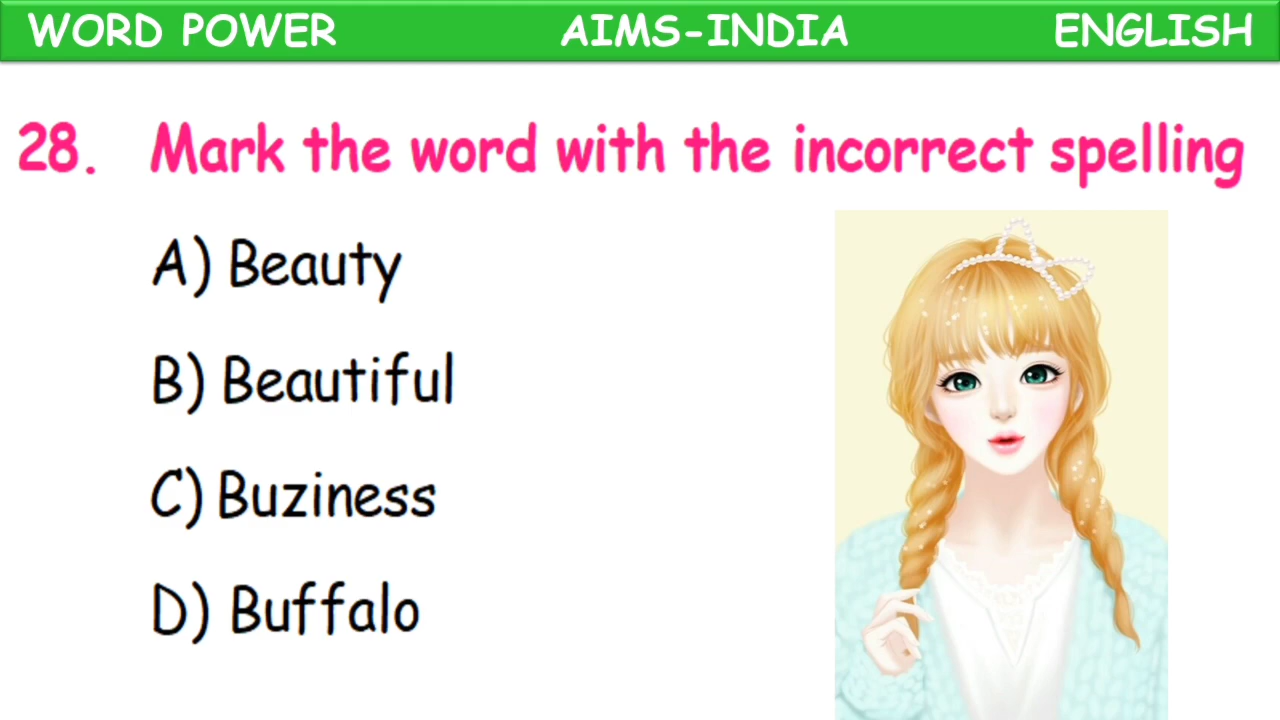 WORD POWER AIMS-INDIA ENGLISH
28. Mark the word with the incorrect spelling
A) Beauty
B) Beautiful
C) Buziness
D) Buffalo